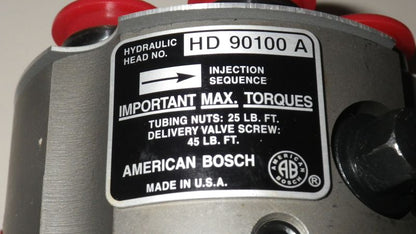 HYDRAULIC
HEAD NO. HD 90100 A
INJECTION
SEQUENCE
IMPORTANT MAX. TORQUES
TUBING NUTS: 25 LB. FT.
DELIVERY VALVE SCREW:
45 LB. FT.
AMERICAN BOSCH
MADE IN U.S.A.
AMERICAN
AB
BOSCH
®